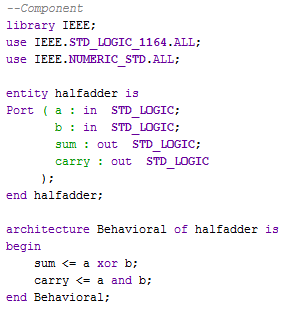 --Component
library IEEE;
use IEEE.STD_LOGIC_1164.ALL;
use IEEE.NUMERIC_STD.ALL;

entity halfadder is
Port ( a : in  STD_LOGIC;
       b : in  STD_LOGIC;
       sum : out  STD_LOGIC;
       carry : out  STD_LOGIC
     );
end halfadder;

architecture Behavioral of halfadder is
begin
    sum <= a xor b;
    carry <= a and b;
end Behavioral;